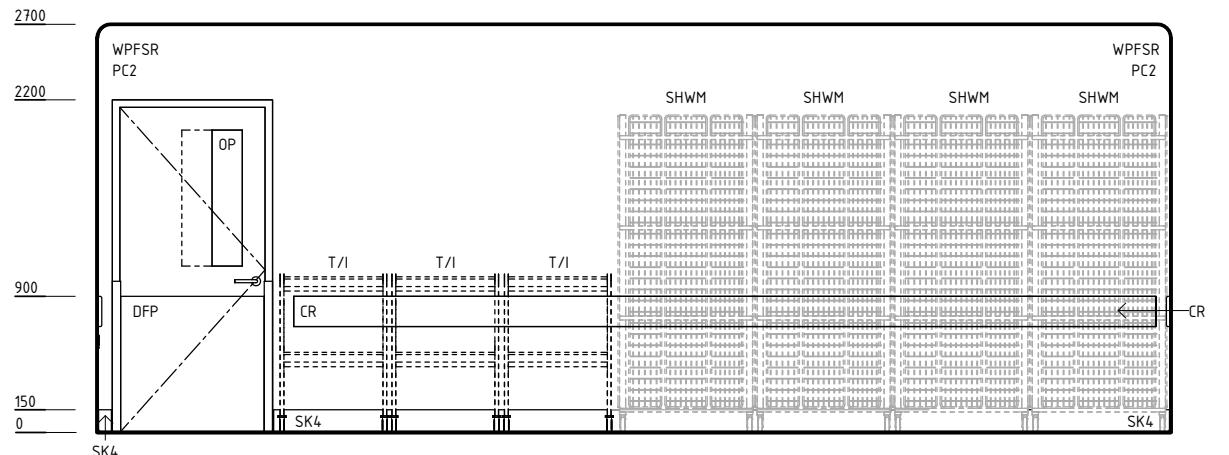 2700
WPFSR
PC2
WPFSR
PC2
2200
SHWM
SHWM
SHWM
SHWM
OP
T/I
T/I
T/I
900
DFP
CR
CR
150
0
SK4
SK4
SK4